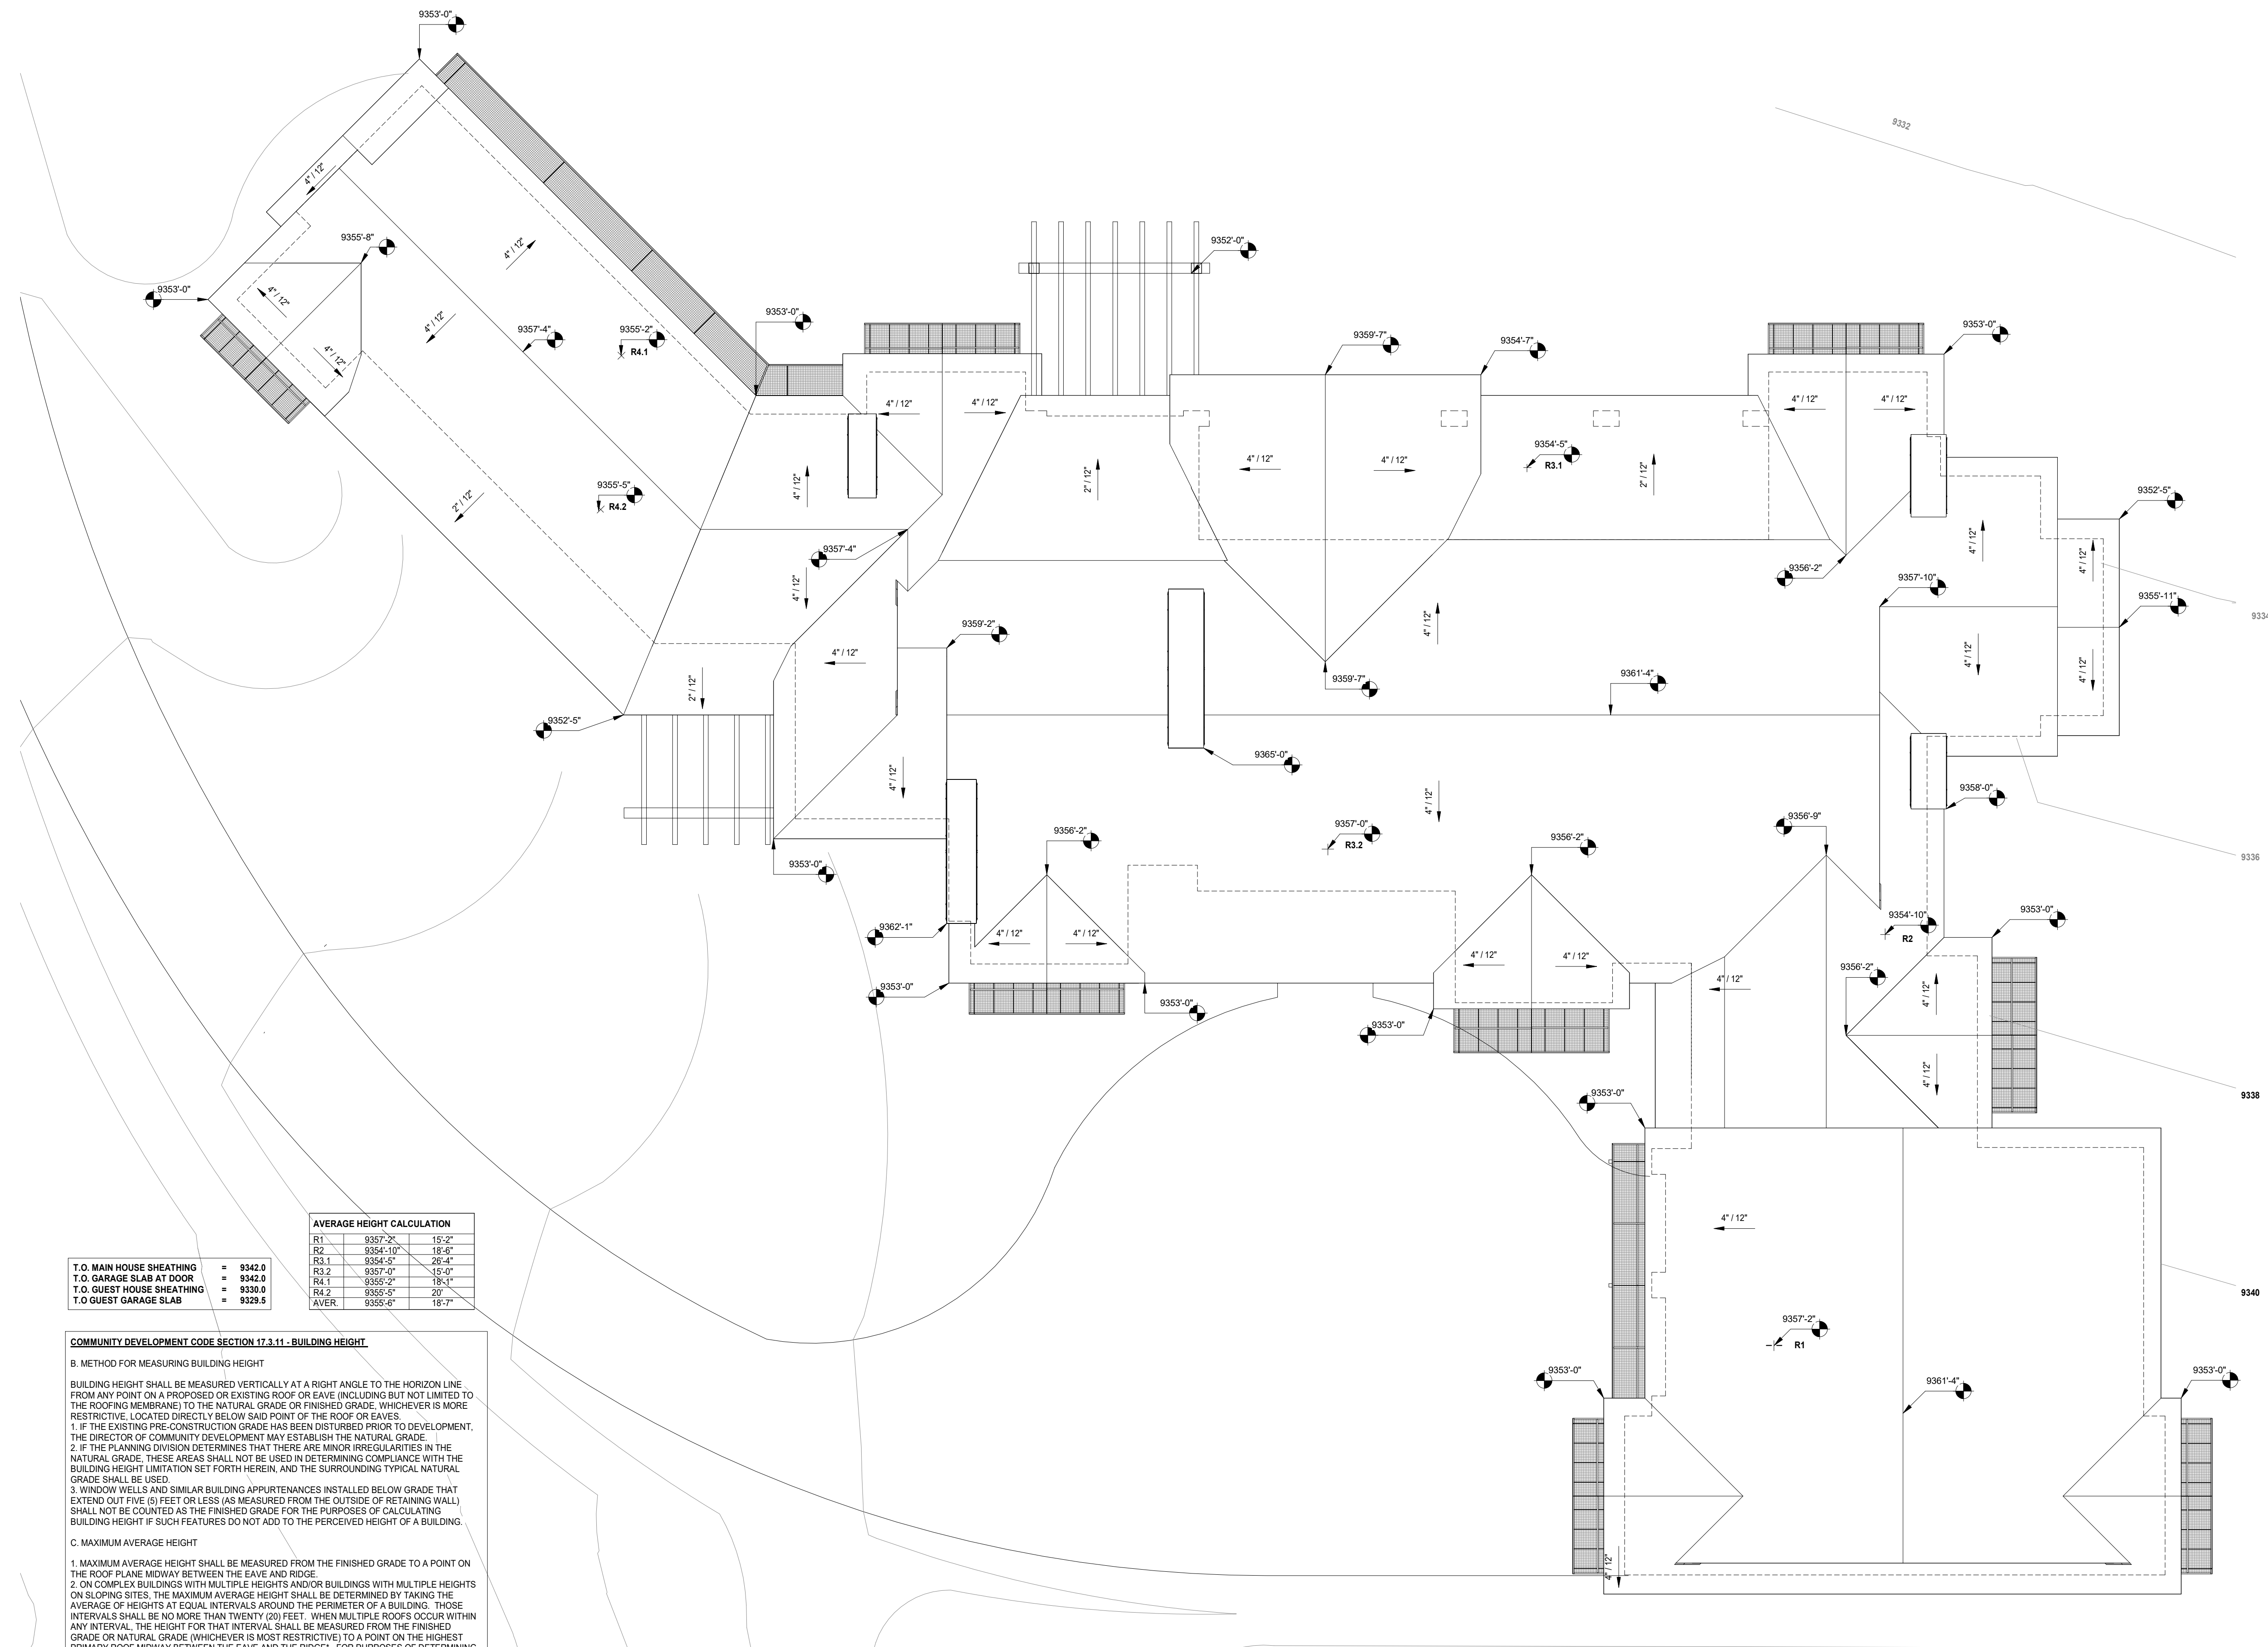 9353'-0"
9332
9355'-8"
9353'-0"
4" / 12"
4" / 12"
4" / 12"
4" / 12"
4" / 12"
9357'-4"
9355'-2"
R4.1
9353'-0"
9352'-0"
9359'-7"
9354'-7"
9353'-0"
2" / 12"
9355'-5"
R4.2
4" / 12"
4" / 12"
4" / 12"
2" / 12"
4" / 12"
4" / 12"
9354'-5"
R3.1
2" / 12"
4" / 12"
4" / 12"
9352'-5"
4" / 12"
4" / 12"
9357'-4"
4" / 12"
9356'-2"
9357'-10"
9355'-11"
9334
9359'-2"
4" / 12"
4" / 12"
2" / 12"
9359'-7"
9361'-4"
4" / 12"
4" / 12"
9352'-5"
9365'-0"
4" / 12"
4" / 12"
9358'-0"
9353'-0"
9356'-2"
9357'-0"
R3.2
9356'-2"
9356'-9"
9336
9362'-1"
4" / 12"
4" / 12"
4" / 12"
4" / 12"
9354'-10"
R2
9353'-0"
9353'-0"
9353'-0"
9353'-0"
4" / 12"
9356'-2"
4" / 12"
4" / 12"
9353'-0"
9338
4" / 12"
9340
9357'-2"
R1
9353'-0"
9361'-4"
9353'-0"
4" / 12"
AVERAGE HEIGHT CALCULATION
R1 9357'-2" 15'-2"
R2 9354'-10" 18'-6"
R3.1 9354'-5" 26'-4"
R3.2 9357'-0" 15'-0"
R4.1 9355'-2" 18'-1"
R4.2 9355'-5" 20'
AVER. 9355'-6" 18'-7"
T.O. MAIN HOUSE SHEATHING = 9342.0
T.O. GARAGE SLAB AT DOOR = 9342.0
T.O. GUEST HOUSE SHEATHING = 9330.0
T.O GUEST GARAGE SLAB = 9329.5
COMMUNITY DEVELOPMENT CODE SECTION 17.3.11 - BUILDING HEIGHT
B. METHOD FOR MEASURING BUILDING HEIGHT
BUILDING HEIGHT SHALL BE MEASURED VERTICALLY AT A RIGHT ANGLE TO THE HORIZON LINE
FROM ANY POINT ON A PROPOSED OR EXISTING ROOF OR EAVE (INCLUDING BUT NOT LIMITED TO
THE ROOFING MEMBRANE) TO THE NATURAL GRADE OR FINISHED GRADE, WHICHEVER IS MORE
RESTRICTIVE, LOCATED DIRECTLY BELOW SAID POINT OF THE ROOF OR EAVES.
1. IF THE EXISTING PRE-CONSTRUCTION GRADE HAS BEEN DISTURBED PRIOR TO DEVELOPMENT,
THE DIRECTOR OF COMMUNITY DEVELOPMENT MAY ESTABLISH THE NATURAL GRADE.
2. IF THE PLANNING DIVISION DETERMINES THAT THERE ARE MINOR IRREGULARITIES IN THE
NATURAL GRADE, THESE AREAS SHALL NOT BE USED IN DETERMINING COMPLIANCE WITH THE
BUILDING HEIGHT LIMITATION SET FORTH HEREIN, AND THE SURROUNDING TYPICAL NATURAL
GRADE SHALL BE USED.
3. WINDOW WELLS AND SIMILAR BUILDING APPURTENANCES INSTALLED BELOW GRADE THAT
EXTEND OUT FIVE (5) FEET OR LESS (AS MEASURED FROM THE OUTSIDE OF RETAINING WALL)
SHALL NOT BE COUNTED AS THE FINISHED GRADE FOR THE PURPOSES OF CALCULATING
BUILDING HEIGHT IF SUCH FEATURES DO NOT ADD TO THE PERCEIVED HEIGHT OF A BUILDING.
C. MAXIMUM AVERAGE HEIGHT
1. MAXIMUM AVERAGE HEIGHT SHALL BE MEASURED FROM THE FINISHED GRADE TO A POINT ON
THE ROOF PLANE MIDWAY BETWEEN THE EAVE AND RIDGE.
2. ON COMPLEX BUILDINGS WITH MULTIPLE HEIGHTS AND/OR BUILDINGS WITH MULTIPLE HEIGHTS
ON SLOPING SITES, THE MAXIMUM AVERAGE HEIGHT SHALL BE DETERMINED BY TAKING THE
AVERAGE OF HEIGHTS AT EQUAL INTERVALS AROUND THE PERIMETER OF A BUILDING. THOSE
INTERVALS SHALL BE NO MORE THAN TWENTY (20) FEET. WHEN MULTIPLE ROOFS OCCUR WITHIN
ANY INTERVAL, THE HEIGHT FOR THAT INTERVAL SHALL BE MEASURED FROM THE FINISHED
GRADE OR NATURAL GRADE (WHICHEVER IS MOST RESTRICTIVE) TO A POINT ON THE HIGHEST
PRIMARY ROOF MIDWAY BETWEEN THE EAVE AND THE RIDGE